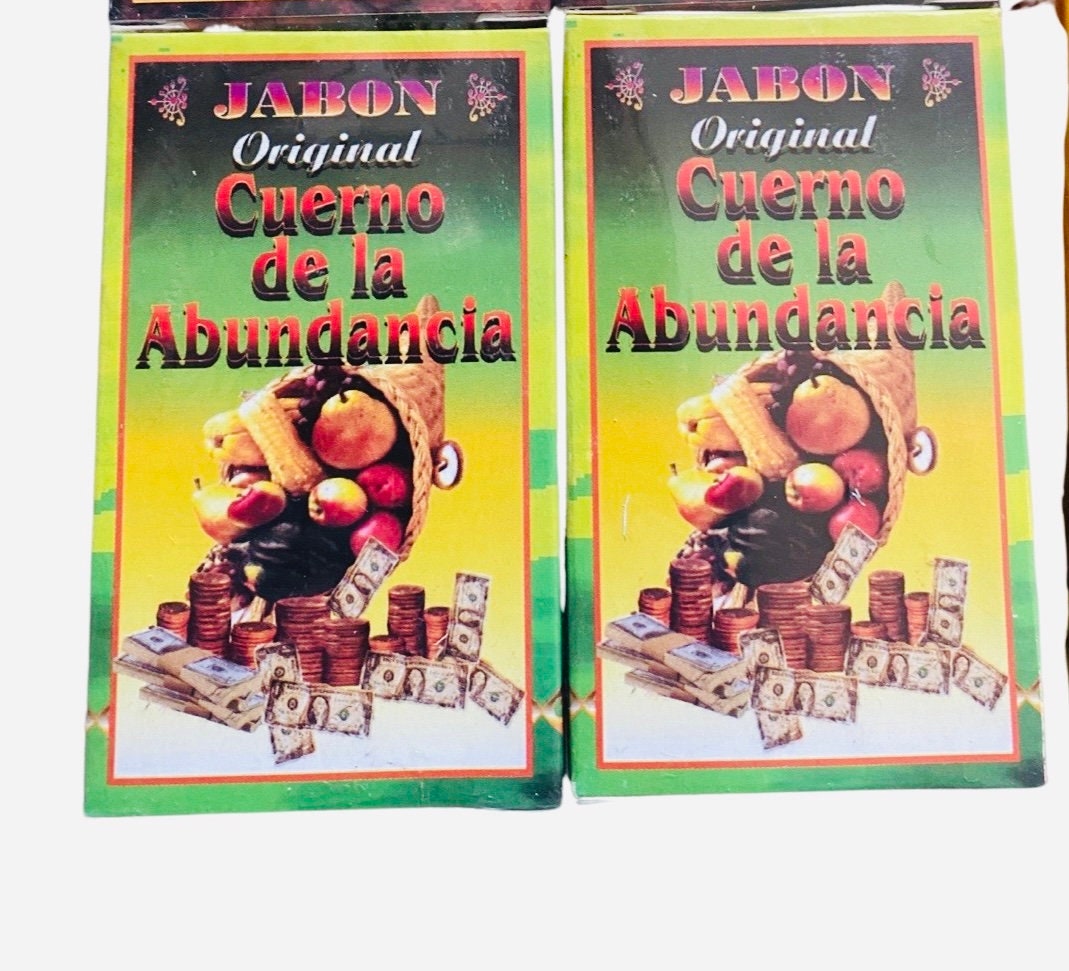 JABON
Original
Cuerno
de la
Abundancia
JABON
Original
Cuerno
de la
Abundancia